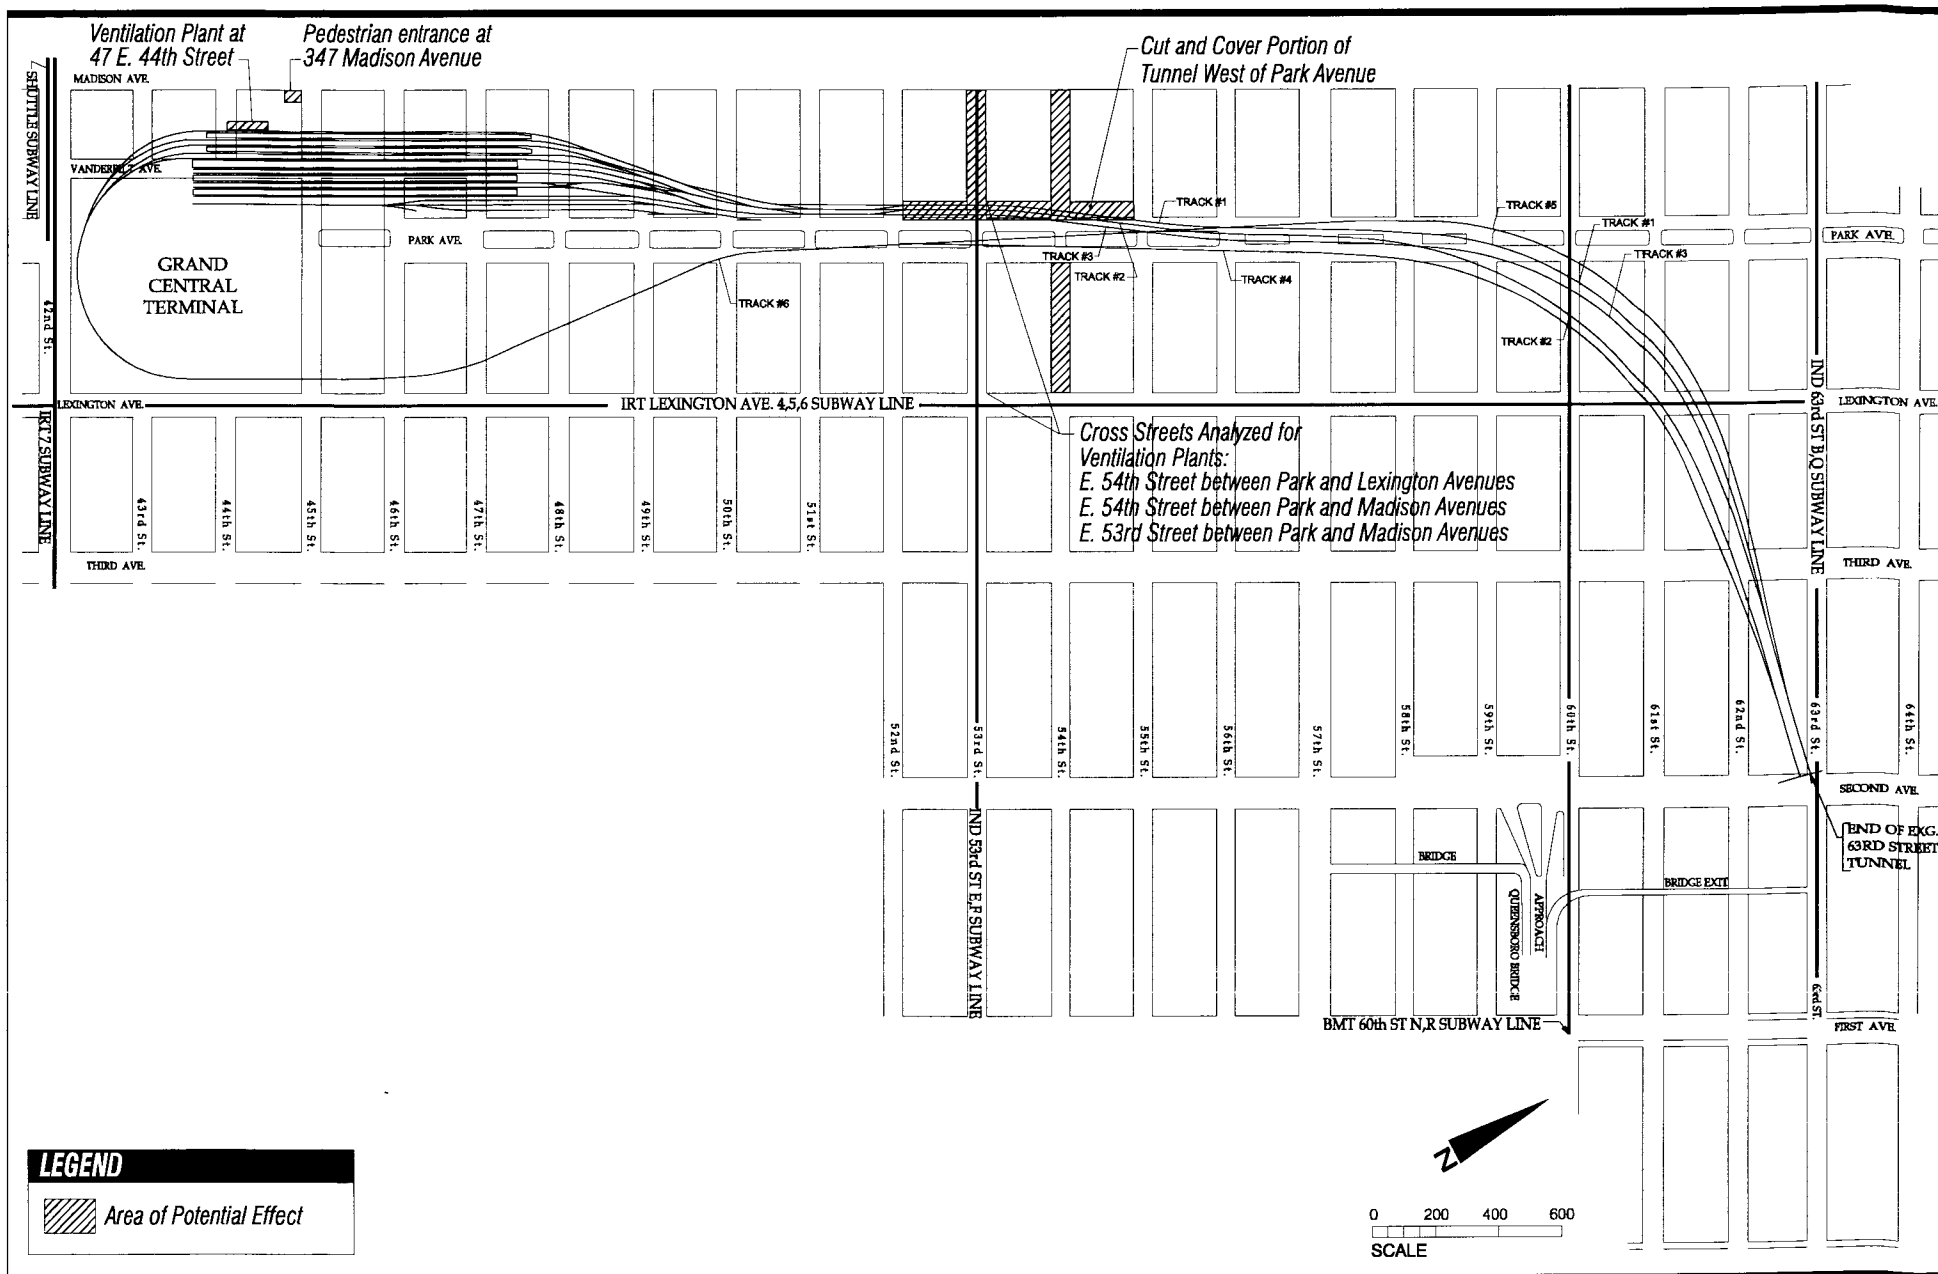 Ventilation Plant at
47 E. 44th Street
Pedestrian entrance at
347 Madison Avenue
Cut and Cover Portion of
Tunnel West of Park Avenue
SHUTTLE SUBWAY LINE
MADISON AVE.
VANDERBILT AVE.
TRACK #1
TRACK #5
TRACK #1
PARK AVE.
PARK AVE.
TRACK #3
TRACK #3
TRACK #2
TRACK #4
TRACK #6
TRACK #2
GRAND
CENTRAL
TERMINAL
42nd St.
LEXINGTON AVE.
IRT LEXINGTON AVE. 4,5,6 SUBWAY LINE
LEXINGTON AVE.
IRT 7 SUBWAY LINE
IND 63rd ST B,Q SUBWAY LINE
Cross Streets Analyzed for
Ventilation Plants:
E. 54th Street between Park and Lexington Avenues
E. 54th Street between Park and Madison Avenues
E. 53rd Street between Park and Madison Avenues
43rd St.
44th St.
45th St.
46th St.
47th St.
48th St.
49th St.
50th St.
51st St.
THIRD AVE.
THIRD AVE.
52nd St.
53rd St.
54th St.
55th St.
56th St.
57th St.
58th St.
59th St.
60th St.
61st St.
62nd St.
63rd St.
64th St.
SECOND AVE.
END OF EXG.
63RD STREET
TUNNEL
IND 53rd ST E,F SUBWAY LINE
BRIDGE
BRIDGE EXIT
APPROACH
QUEENSBORO BRIDGE
63rd ST.
BMT 60th ST N,R SUBWAY LINE
FIRST AVE.
N
LEGEND
Area of Potential Effect
0 200 400 600
SCALE